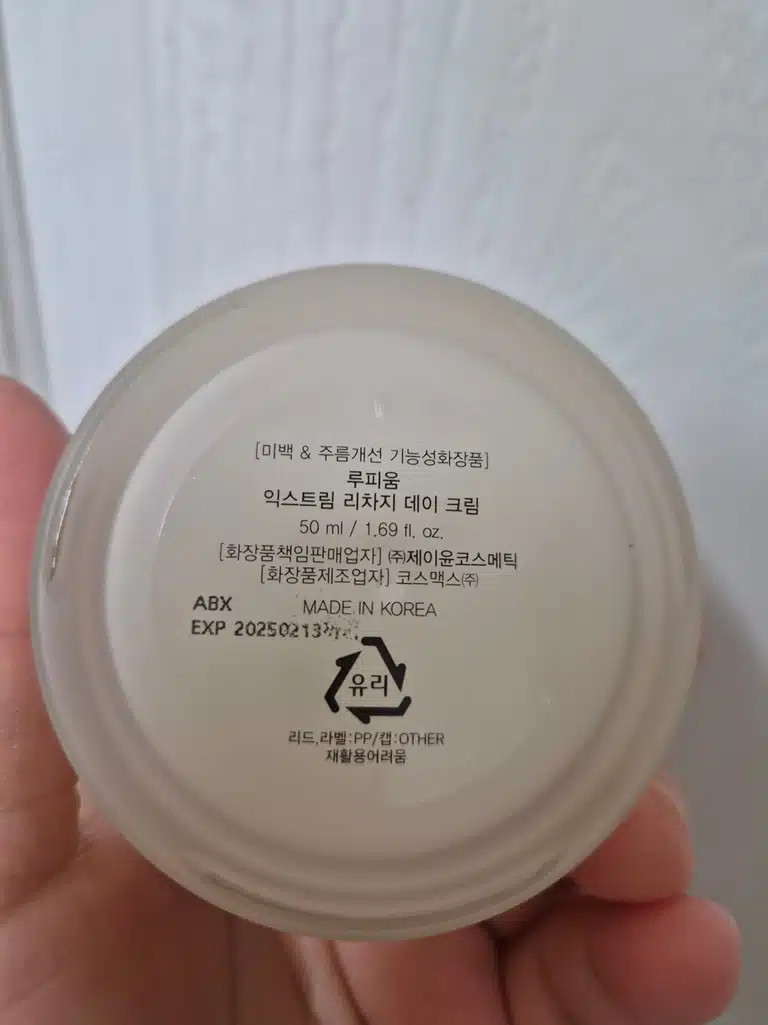 [미백 & 주름개선 기능성화장품]
루피움
익스트림 리차지 데이 크림
50 ml / 1.69 fl. oz.
[화장품책임판매업자] ㈜제이윤코스메틱
[화장품제조업자] 코스맥스㈜
ABX MADE IN KOREA
EXP 20250213
유리
리드,라벨:PP/캡:OTHER
재활용어려움